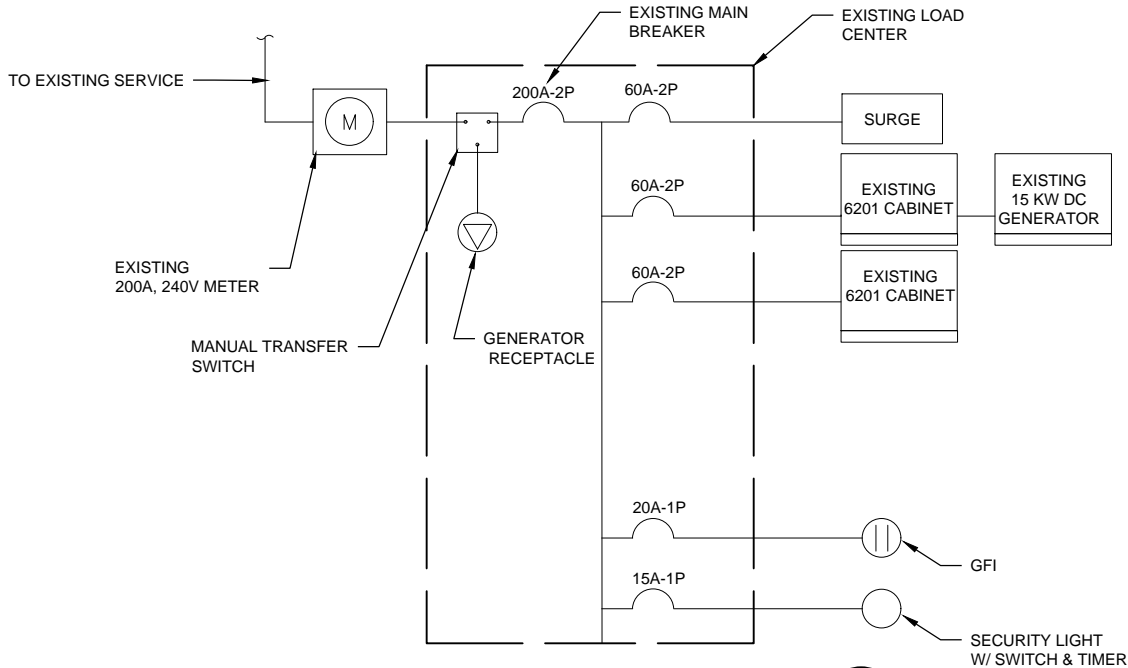 EXISTING MAIN
BREAKER
EXISTING LOAD
CENTER
TO EXISTING SERVICE
200A-2P
60A-2P
M
SURGE
60A-2P
EXISTING
6201 CABINET
EXISTING
15 KW DC
GENERATOR
EXISTING
200A, 240V METER
60A-2P
EXISTING
6201 CABINET
MANUAL TRANSFER
SWITCH
GENERATOR
RECEPTACLE
20A-1P
GFI
15A-1P
SECURITY LIGHT
W/ SWITCH & TIMER